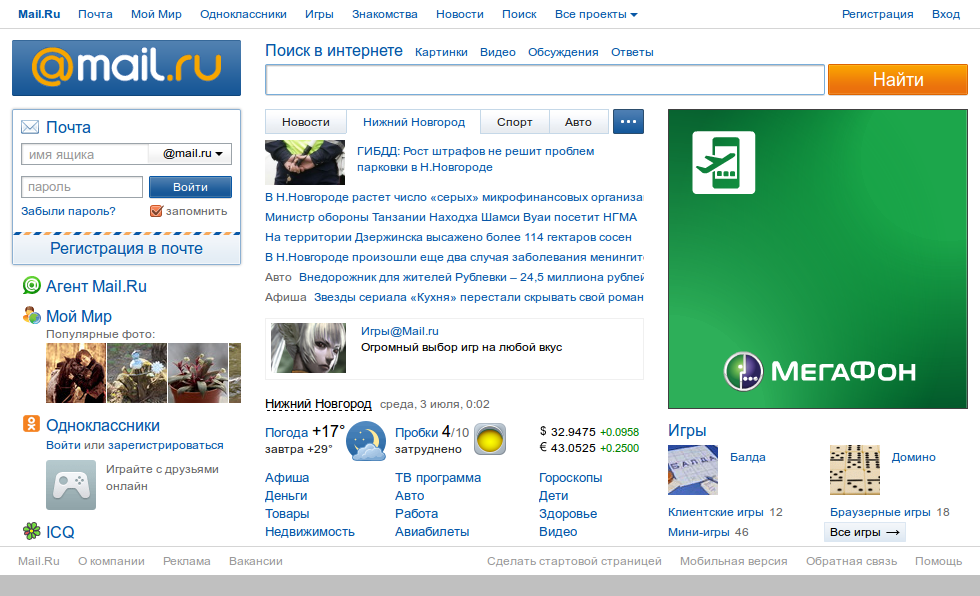 Mail.Ru Почта Мой Мир Одноклассники Игры Знакомства Новости Поиск Все проекты Регистрация Вход
@mail.ru
Поиск в интернете Картинки Видео Обсуждения Ответы
Найти
Почта
имя ящика @mail.ru
пароль Войти
Забыли пароль? запомнить
Регистрация в почте
Агент Mail.Ru
Мой Мир
Популярные фото:
Одноклассники
Войти или зарегистрироваться
Играйте с друзьями
онлайн
ICQ
Новости Нижний Новгород Спорт Авто ...
ГИБДД: Рост штрафов не решит проблем
парковки в Н.Новгороде
В Н.Новгороде растет число «серых» микрофинансовых организа
Министр обороны Танзании Находха Шамси Вуаи посетит НГМА
На территории Дзержинска высажено более 114 гектаров сосен
В Н.Новгороде произошли еще два случая заболевания менингит
Авто Внедорожник для жителей Рублевки – 24,5 миллиона рублей
Афиша Звезды сериала «Кухня» перестали скрывать свой роман
Игры@Mail.ru
Огромный выбор игр на любой вкус
Нижний Новгород среда, 3 июля, 0:02
Погода +17°
завтра +29°
Пробки 4/10
затруднено
$ 32.9475 +0.0958
€ 43.0525 +0.2500
Афиша ТВ программа Гороскопы
Деньги Авто Дети
Товары Работа Здоровье
Недвижимость Авиабилеты Видео
МЕГАФОН
Игры
БАЛДА
Балда Домино
Клиентские игры 12 Браузерные игры 18
Мини-игры 46 Все игры →
Mail.Ru О компании Реклама Вакансии Сделать стартовой страницей Мобильная версия Обратная связь Помощь